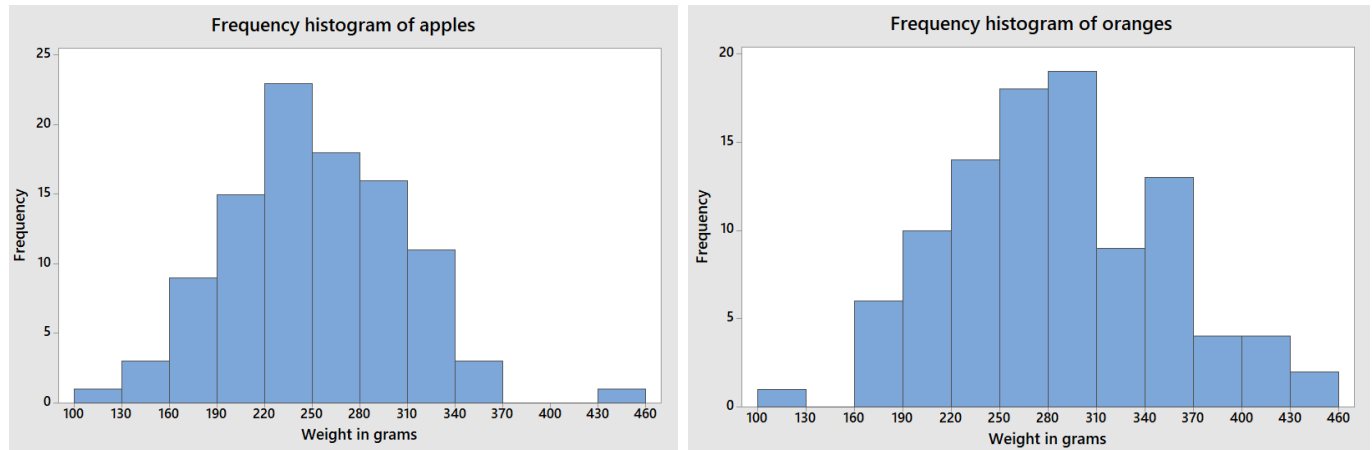 Frequency histogram of apples
25
20
15
10
5
0
Frequency
100 130 160 190 220 250 280 310 340 370 400 430 460
Weight in grams
Frequency histogram of oranges
20
15
10
5
0
Frequency
100 130 160 190 220 250 280 310 340 370 400 430 460
Weight in grams